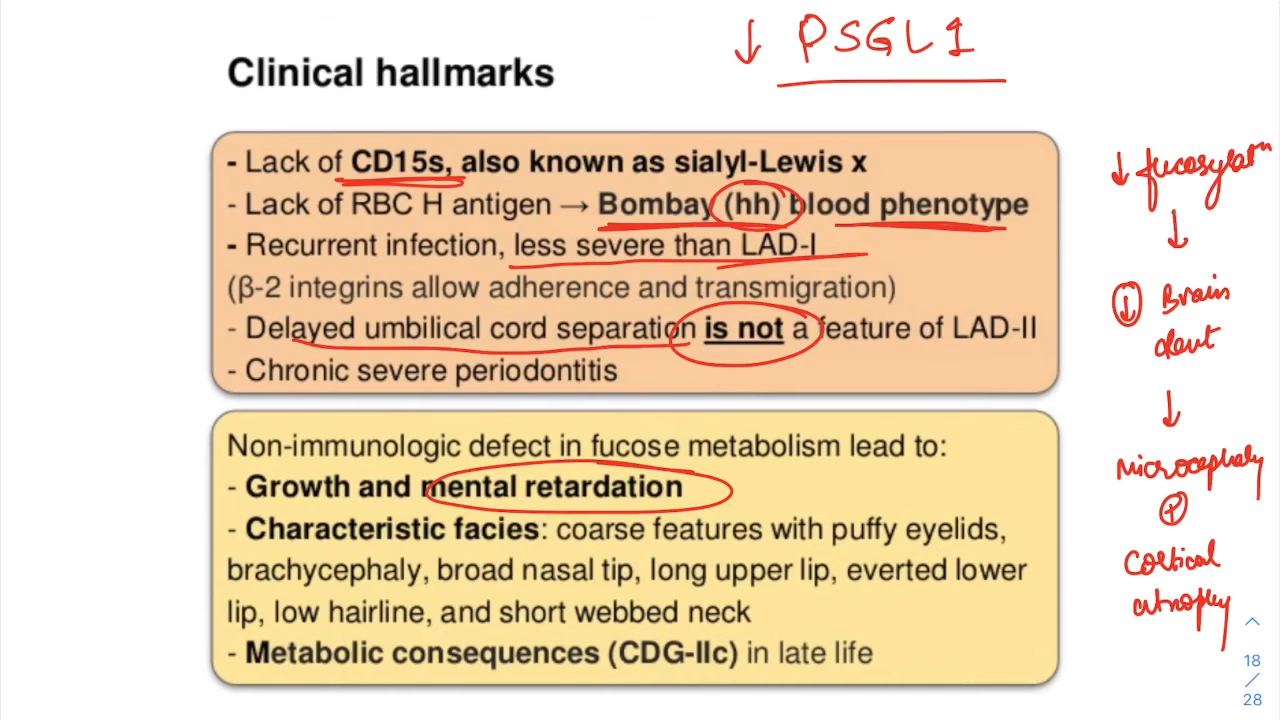 ↓ PSGL1
Clinical hallmarks
- Lack of CD15s, also known as sialyl-Lewis x
- Lack of RBC H antigen → Bombay (hh) blood phenotype
- Recurrent infection, less severe than LAD-I
(β-2 integrins allow adherence and transmigration)
- Delayed umbilical cord separation is not a feature of LAD-II
- Chronic severe periodontitis
Non-immunologic defect in fucose metabolism lead to:
- Growth and mental retardation
- Characteristic facies: coarse features with puffy eyelids,
brachycephaly, broad nasal tip, long upper lip, everted lower
lip, low hairline, and short webbed neck
- Metabolic consequences (CDG-IIc) in late life
↓ fucosylatn
↓
↓ Brain
devt
↓
Microcephaly
+
Cortical
atrophy
18
/
28